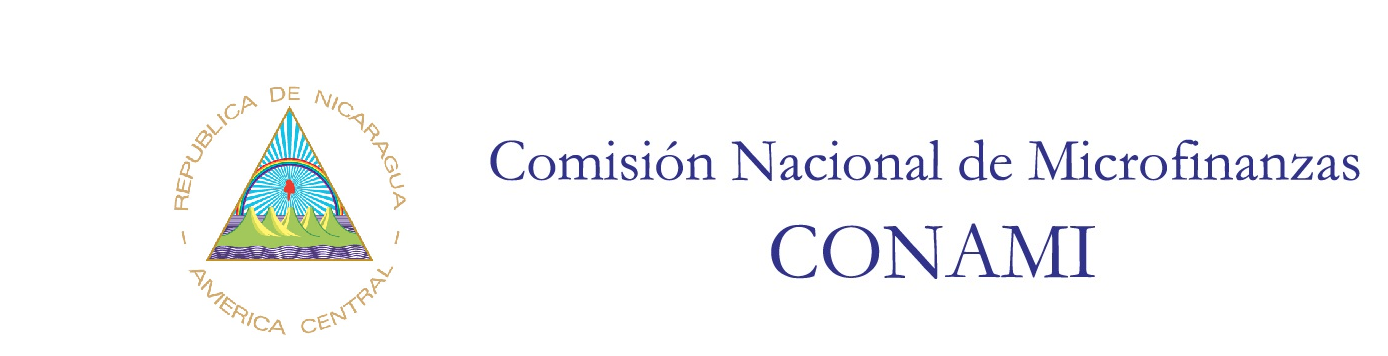 REPUBLICA DE NICARAGUA
- AMERICA CENTRAL -
Comisión Nacional de Microfinanzas
CONAMI